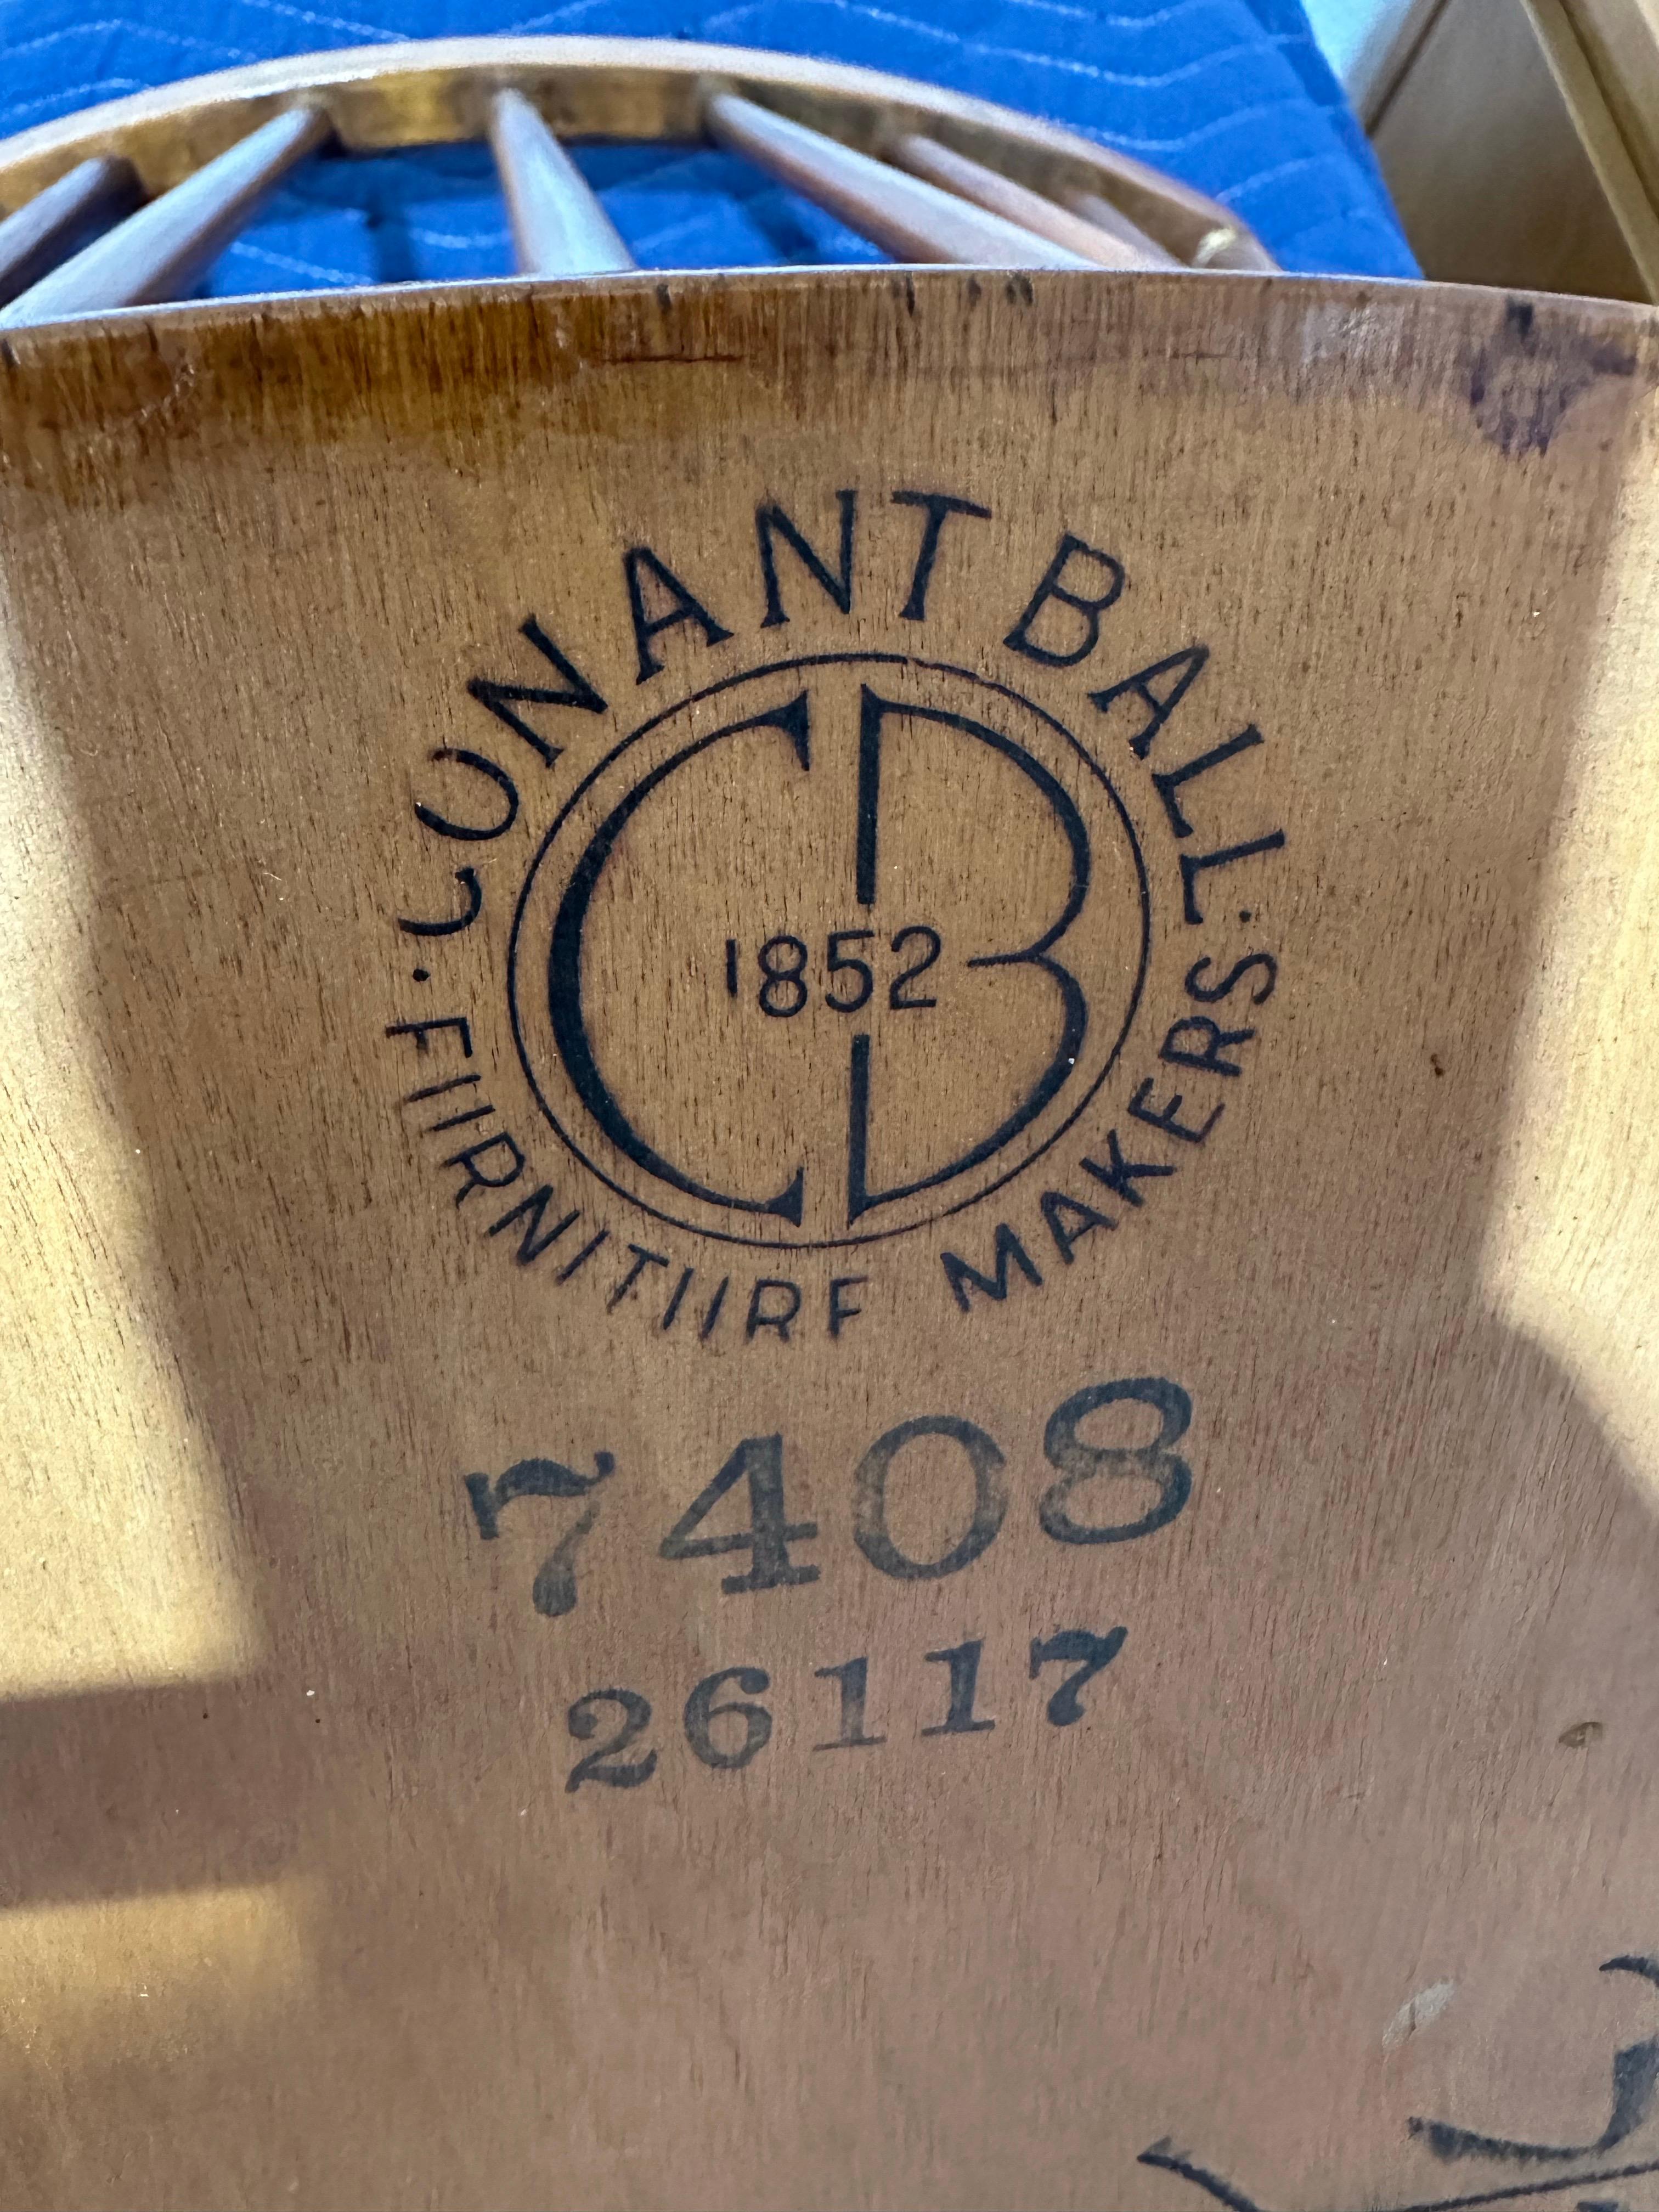 CONANT BALL
CB
1852
· FURNITURE MAKERS ·
7408
26117